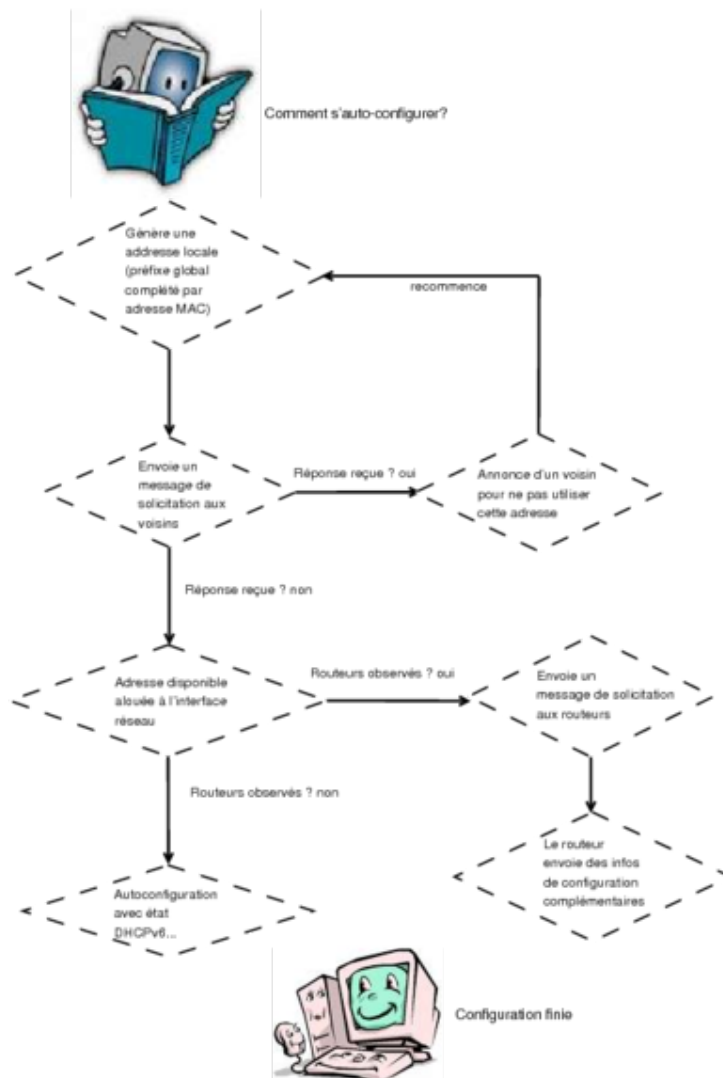 Comment s'auto-configurer?
Génère une
addresse locale
(préfixe global
complété par
adresse MAC)
recommence
Envoie un
message de
solicitation aux
voisins
Réponse reçue ? oui
Annonce d'un voisin
pour ne pas utiliser
cette adresse
Réponse reçue ? non
Adresse disponible
alouée à l'interface
réseau
Routeurs observés ? oui
Envoie un
message de solicitation
aux routeurs
Routeurs observés ? non
Le routeur
envoie des infos
de configuration
complémentaires
Autoconfiguration
avec état
DHCPv6...
Configuration finie